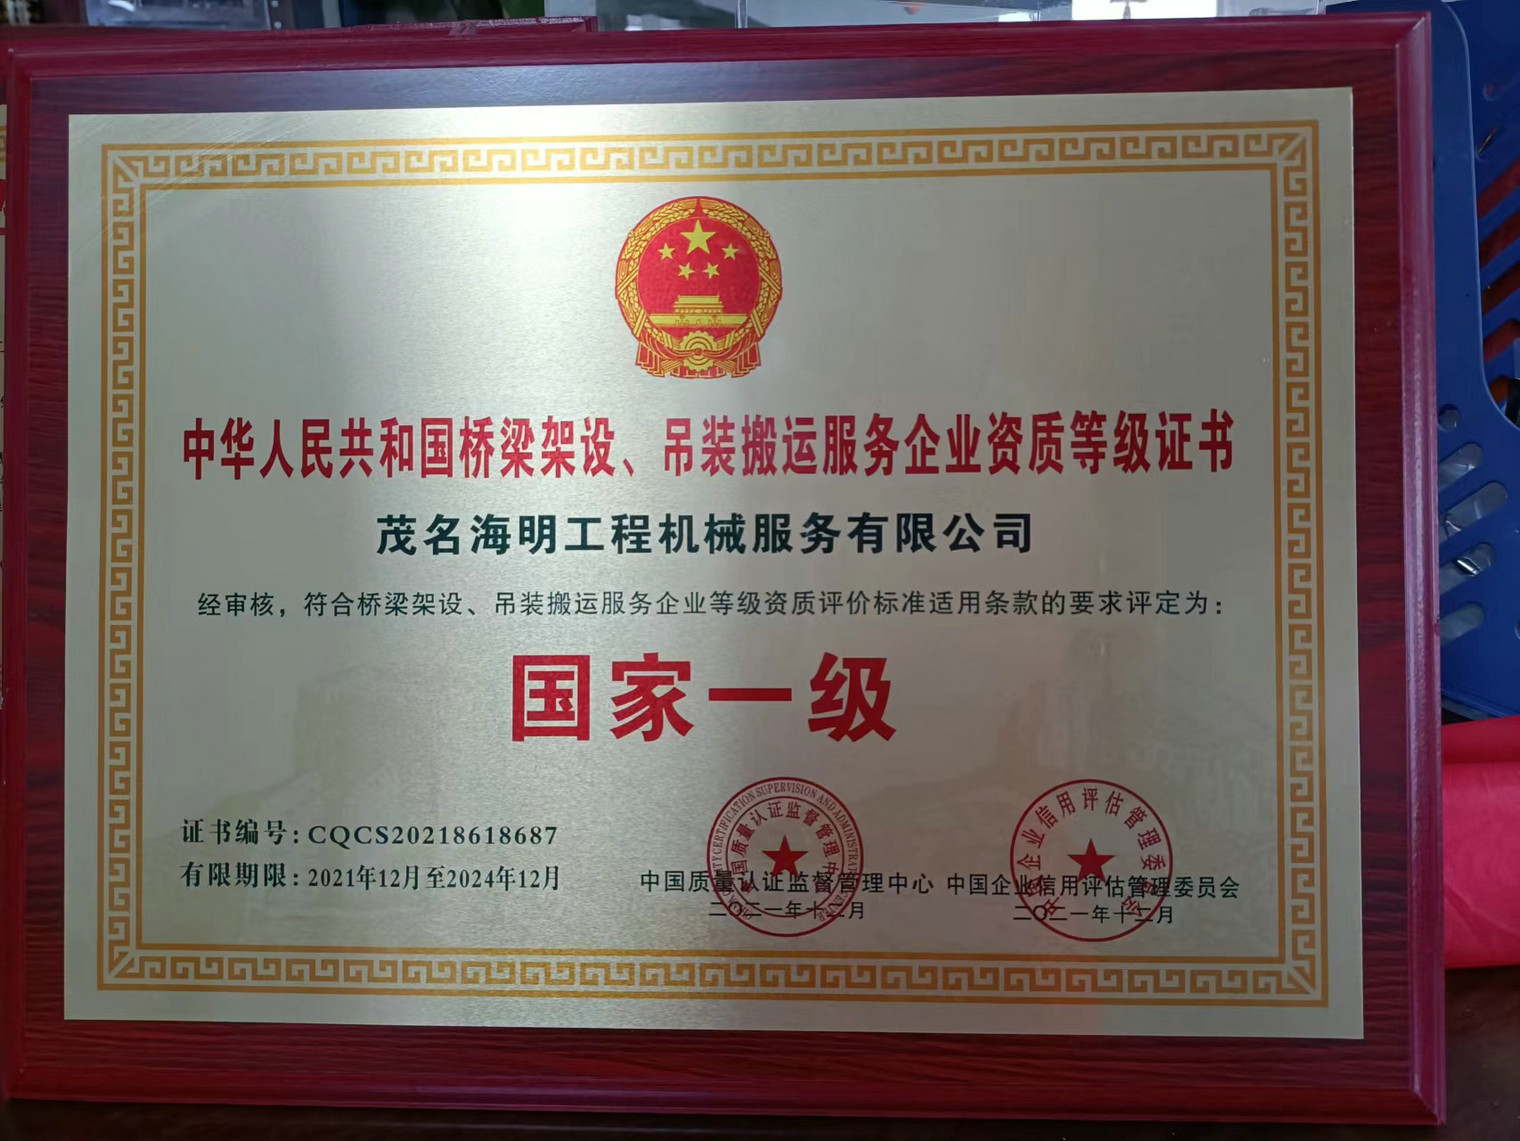 中华人民共和国桥梁架设、吊装搬运服务企业资质等级证书
茂名海明工程机械服务有限公司
经审核，符合桥梁架设、吊装搬运服务企业等级资质评价标准适用条款的要求评定为：
国家一级
证书编号：CQCS20218618687
有限期限：2021年12月至2024年12月
中国质量认证监督管理中心
二〇二一年十二月
中国企业信用评估管理委员会
二〇二一年十二月